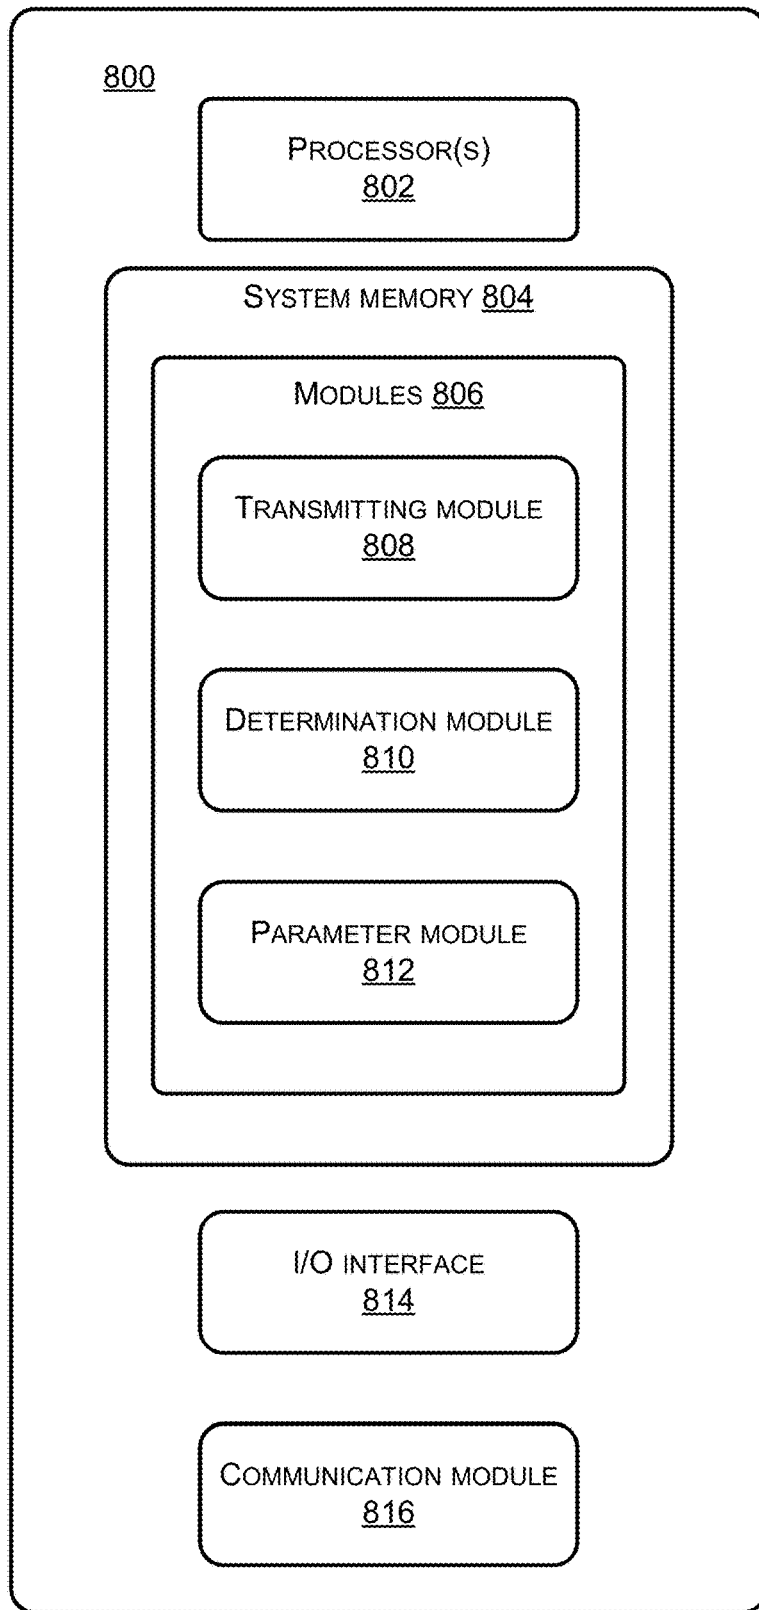 800
PROCESSOR(S)
802
SYSTEM MEMORY 804
MODULES 806
TRANSMITTING MODULE
808
DETERMINATION MODULE
810
PARAMETER MODULE
812
I/O INTERFACE
814
COMMUNICATION MODULE
816